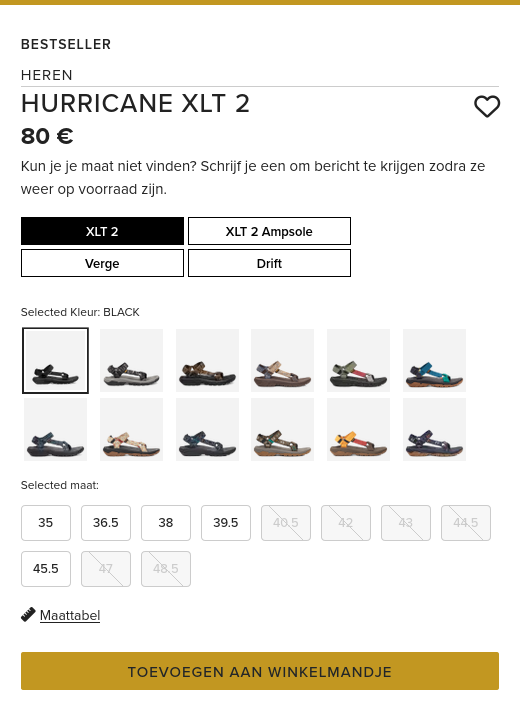 BESTSELLER
HEREN
HURRICANE XLT 2
80 €
Kun je je maat niet vinden? Schrijf je een om bericht te krijgen zodra ze
weer op voorraad zijn.
XLT 2
XLT 2 Ampsole
Verge
Drift
Selected Kleur: BLACK
Selected maat:
35 36.5 38 39.5 40.5 42 43 44.5
45.5 47 48.5
Maattabel
TOEVOEGEN AAN WINKELMANDJE